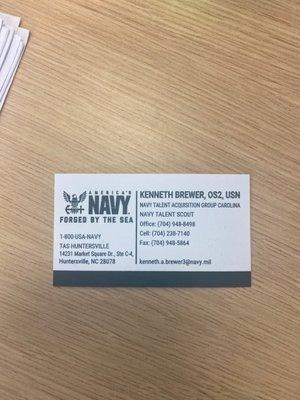 AMERICA'S
NAVY
FORGED BY THE SEA
1-800-USA-NAVY
TAS HUNTERSVILLE
14231 Market Square Dr., Ste C-4,
Huntersville, NC 28078
KENNETH BREWER, OS2, USN
NAVY TALENT ACQUISITION GROUP CAROLINA
NAVY TALENT SCOUT
Office: (704) 948-8498
Cell: (704) 238-7140
Fax: (704) 948-5864
kenneth.a.brewer3@navy.mil